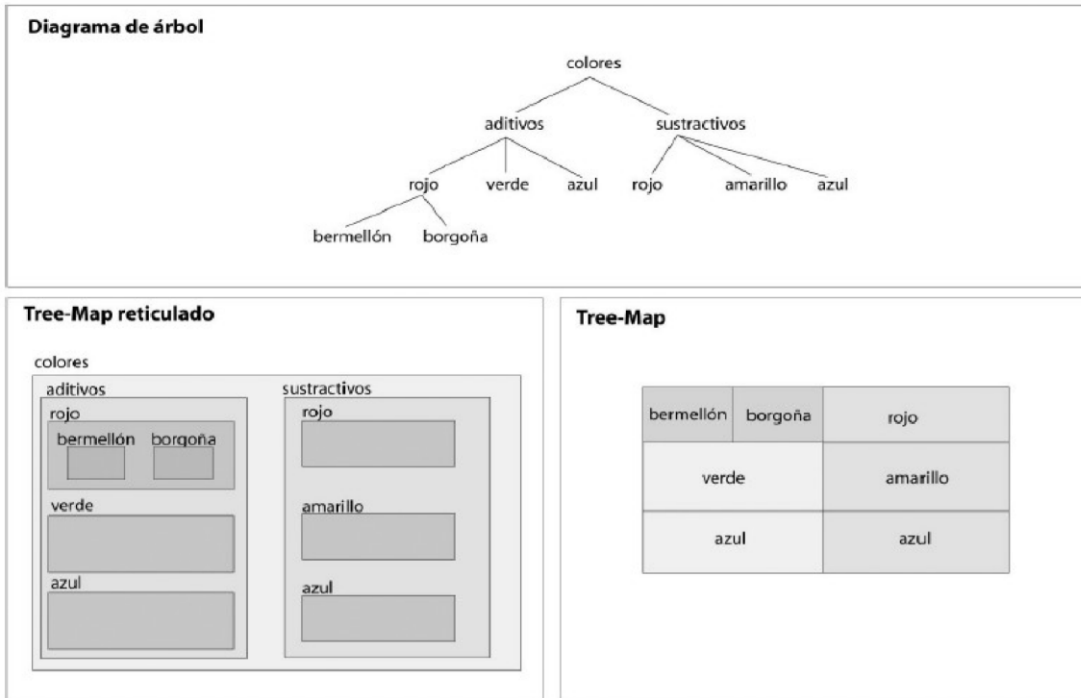 Diagrama de árbol
colores
aditivos sustractivos
rojo verde azul rojo amarillo azul
bermellón borgoña
Tree-Map reticulado
colores
aditivos sustractivos
rojo rojo
bermellón borgoña
verde amarillo
azul azul
Tree-Map
bermellón borgoña rojo
verde amarillo
azul azul